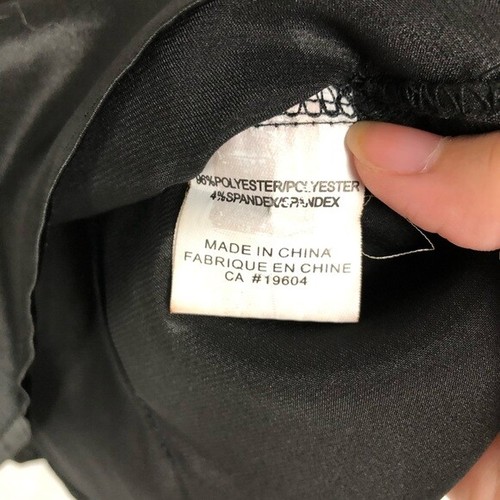 96%POLYESTER/POLYESTER
4%SPANDEX/SPANDEX
MADE IN CHINA
FABRIQUE EN CHINE
CA #19604